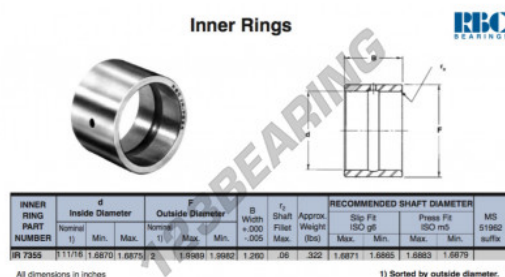 Inner Rings
RBC
BEARINGS
B
r₂
d
F
123BEARING
INNER RING PART NUMBER
d Inside Diameter
Nominal 1)
Min.
Max.
F Outside Diameter
Nominal 1)
Max.
Min.
B Width +.000 -.005
r₂ Shaft Fillet Max.
Approx. Weight (lbs)
RECOMMENDED SHAFT DIAMETER
Slip Fit ISO g6
Max.
Min.
Press Fit ISO m5
Max.
Min.
MS 51962 suffix
IR 7355 1 11/16 1.6870 1.6875 2 1.9989 1.9982 1.260 .06 .322 1.6871 1.6865 1.6883 1.6879
All dimensions in inches
1) Sorted by outside diameter.